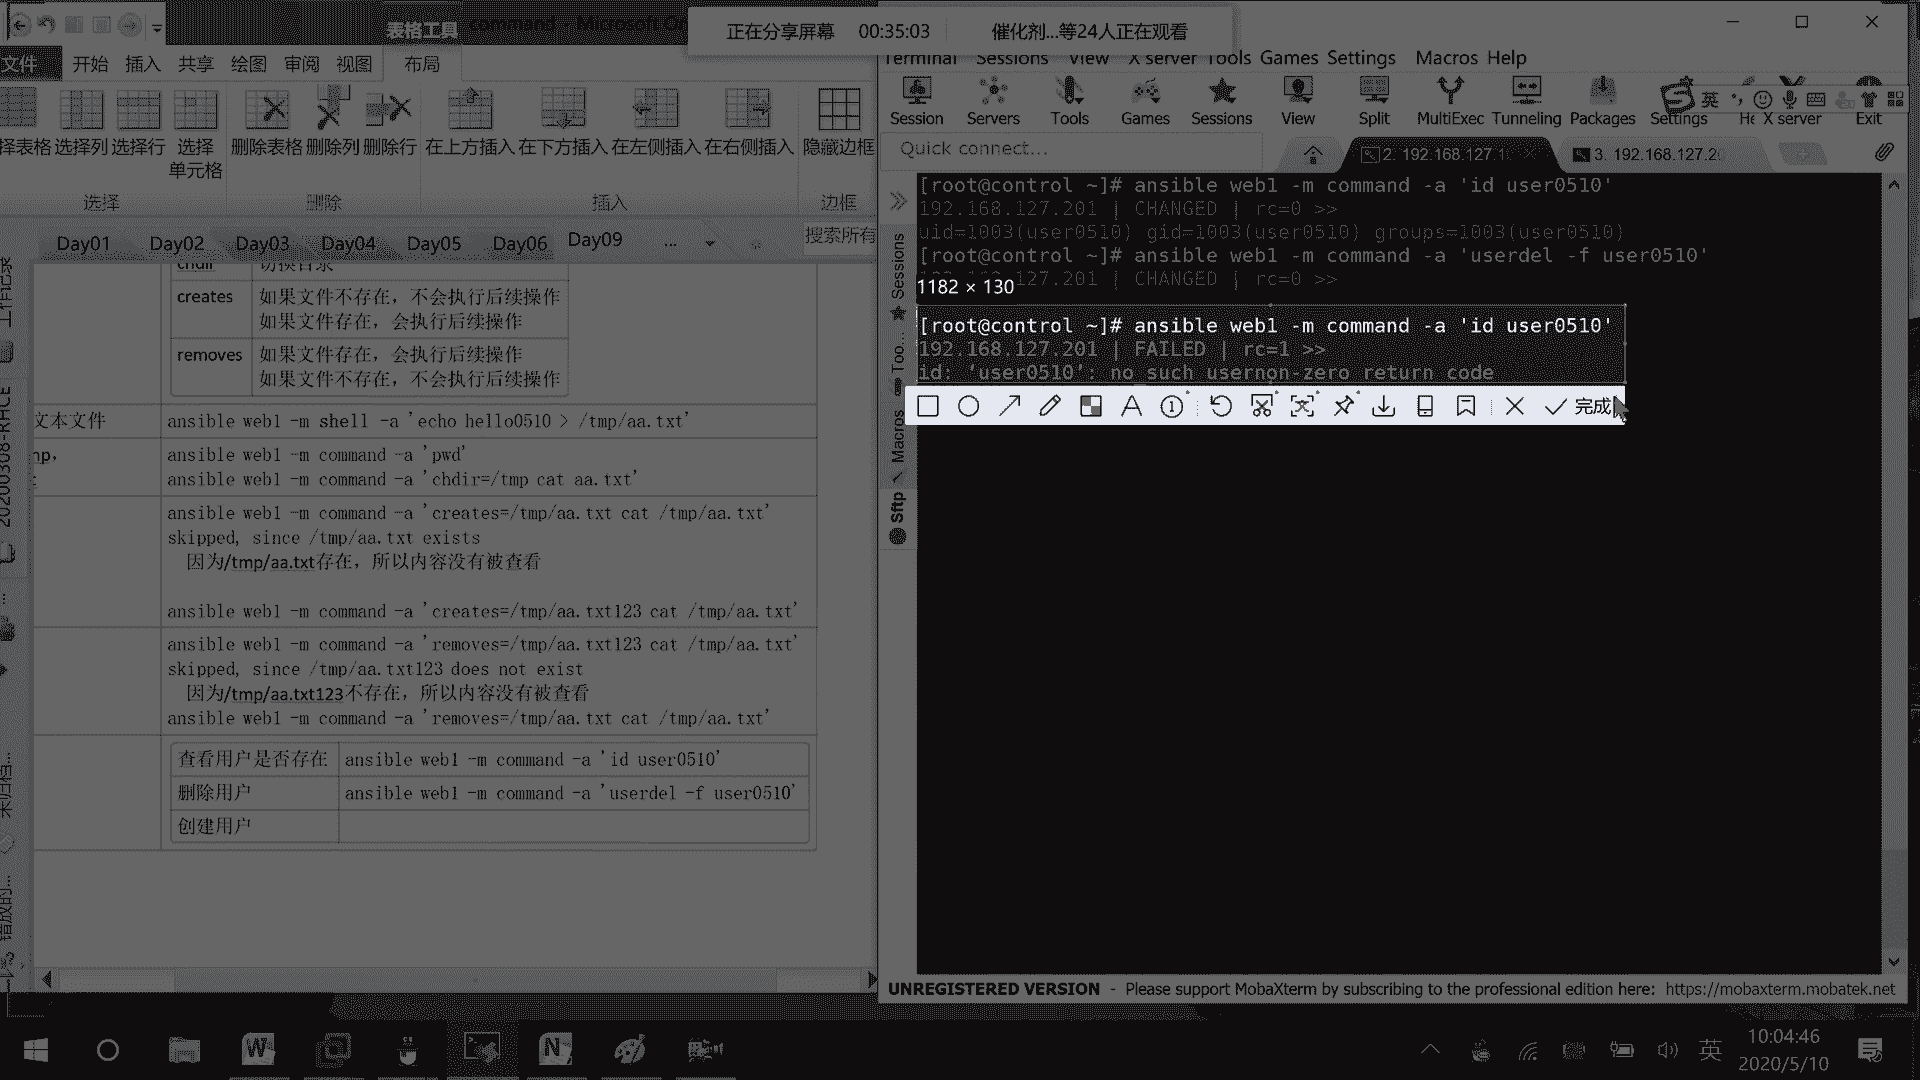 表格工具
command - Microsoft On
正在分享屏幕 00:35:03 催化剂...等24人正在观看
文件 开始 插入 共享 绘图 审阅 视图 布局
选择列 选择行 选择
单元格 删除表格 删除列 删除行 在上方插入 在下方插入 在左侧插入 在右侧插入 隐藏边框
选择 删除 插入 边框
Day01 Day02 Day03 Day04 Day05 Day06 Day09 ... 搜索所有
chdir 切换目录
creates 如果文件不存在，不会执行后续操作
如果文件存在，会执行后续操作
removes 如果文件存在，会执行后续操作
如果文件不存在，不会执行后续操作
文本文件 ansible web1 -m shell -a 'echo hello0510 > /tmp/aa.txt'
ansible web1 -m command -a 'pwd'
ansible web1 -m command -a 'chdir=/tmp cat aa.txt'
ansible web1 -m command -a 'creates=/tmp/aa.txt cat /tmp/aa.txt'
skipped, since /tmp/aa.txt exists
因为/tmp/aa.txt存在，所以内容没有被查看
ansible web1 -m command -a 'creates=/tmp/aa.txt123 cat /tmp/aa.txt'
ansible web1 -m command -a 'removes=/tmp/aa.txt123 cat /tmp/aa.txt'
skipped, since /tmp/aa.txt123 does not exist
因为/tmp/aa.txt123不存在，所以内容没有被查看
ansible web1 -m command -a 'removes=/tmp/aa.txt cat /tmp/aa.txt'
查看用户是否存在 ansible web1 -m command -a 'id user0510'
删除用户 ansible web1 -m command -a 'userdel -f user0510'
创建用户
20200308-RHCE
Terminal Sessions View X server Tools Games Settings Macros Help
Session Servers Tools Games Sessions View Split MultiExec Tunneling Packages Settings He X server Exit
英
Quick connect...
2. 192.168.127.1
3. 192.168.127.20
Sessions
Too...
Macros
Sftp
[root@control ~]# ansible web1 -m command -a 'id user0510'
192.168.127.201 | CHANGED | rc=0 >>
uid=1003(user0510) gid=1003(user0510) groups=1003(user0510)
[root@control ~]# ansible web1 -m command -a 'userdel -f user0510'
127.201 | CHANGED | rc=0 >>
1182 × 130
[root@control ~]# ansible web1 -m command -a 'id user0510'
192.168.127.201 | FAILED | rc=1 >>
id: 'user0510': no such usernon-zero return code
完成
UNREGISTERED VERSION - Please support MobaXterm by subscribing to the professional edition here: https://mobaxterm.mobatek.net
英
10:04:46
2020/5/10